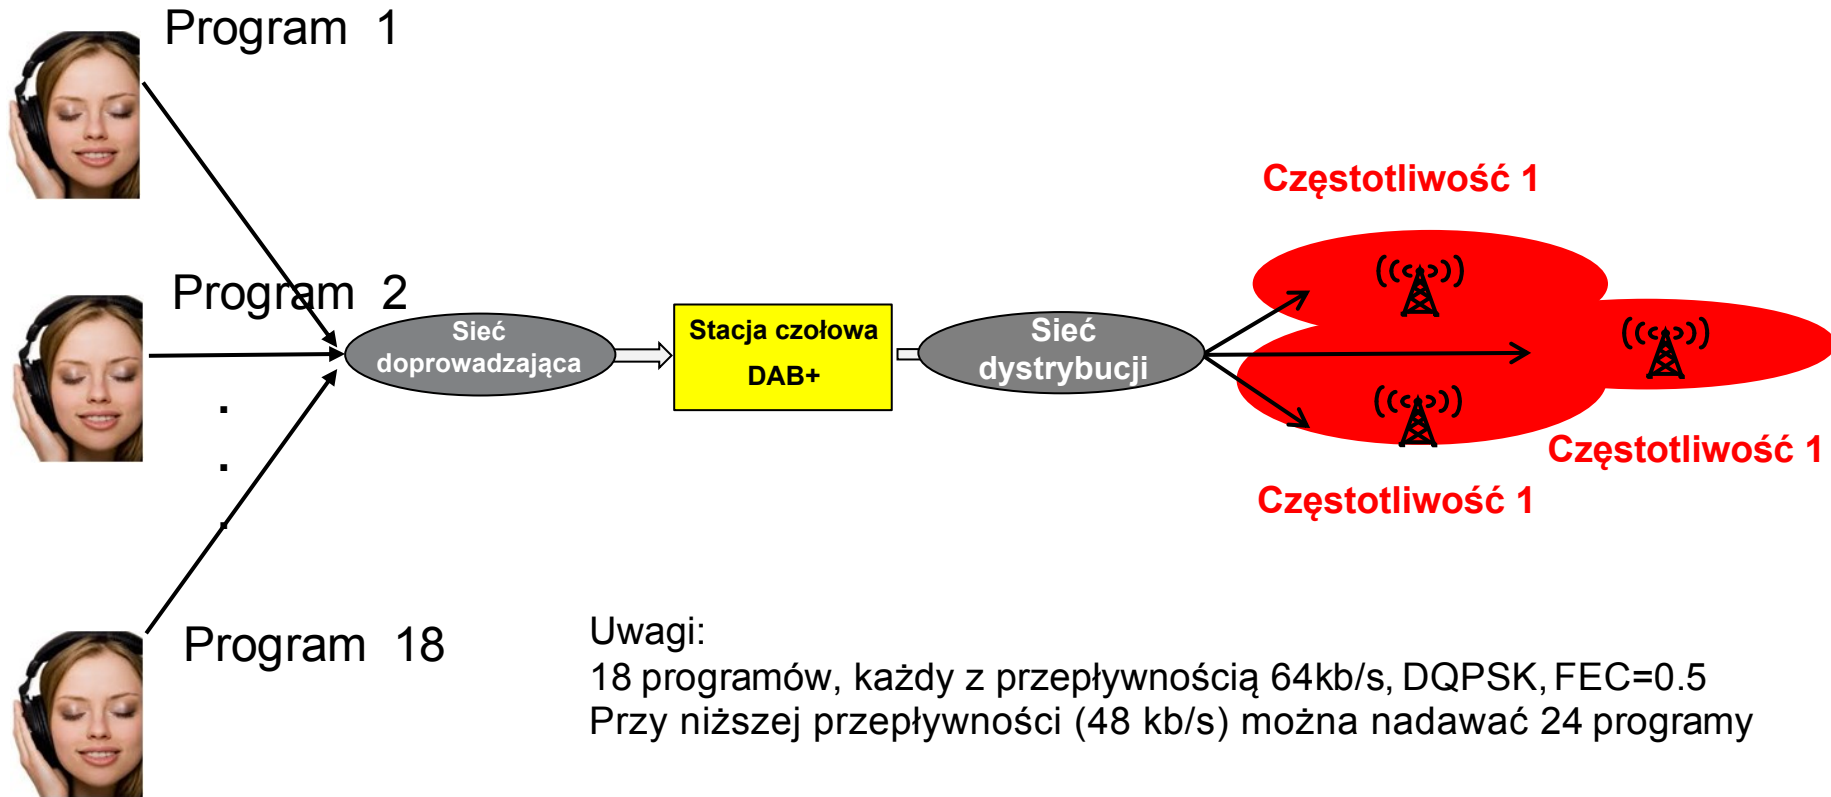 Program 1
Częstotliwość 1
Program 2
Sieć
doprowadzająca
Stacja czołowa
DAB+
Sieć
dystrybucji
Częstotliwość 1
Częstotliwość 1
Program 18
Uwagi:
18 programów, każdy z przepływnością 64kb/s, DQPSK, FEC=0.5
Przy niższej przepływności (48 kb/s) można nadawać 24 programy